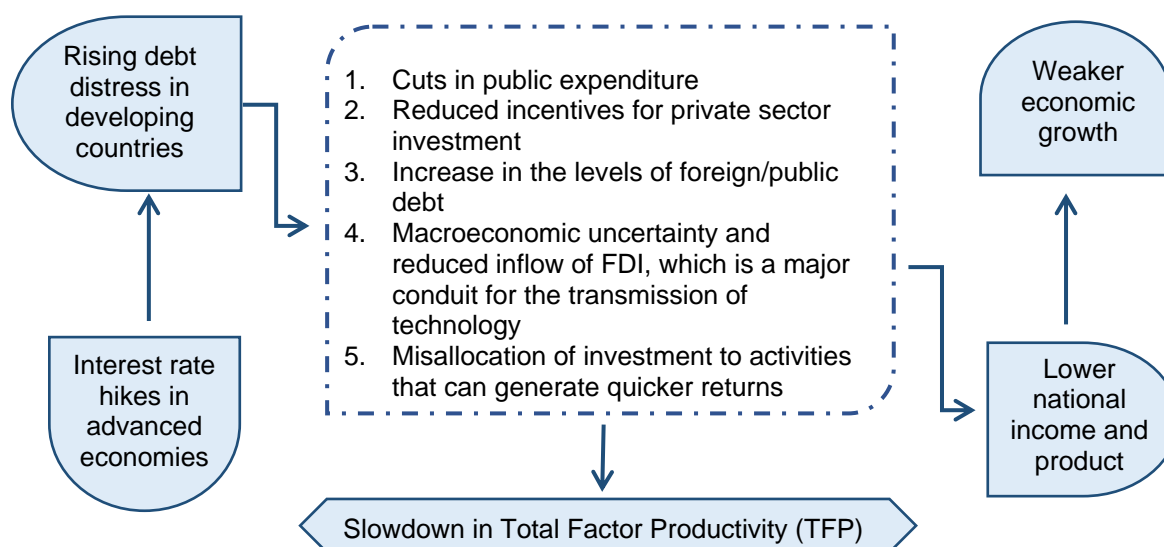 Rising debt
distress in
developing
countries
Interest rate
hikes in
advanced
economies
1. Cuts in public expenditure
2. Reduced incentives for private sector
investment
3. Increase in the levels of foreign/public
debt
4. Macroeconomic uncertainty and
reduced inflow of FDI, which is a major
conduit for the transmission of
technology
5. Misallocation of investment to activities
that can generate quicker returns
Slowdown in Total Factor Productivity (TFP)
Weaker
economic
growth
Lower
national
income and
product